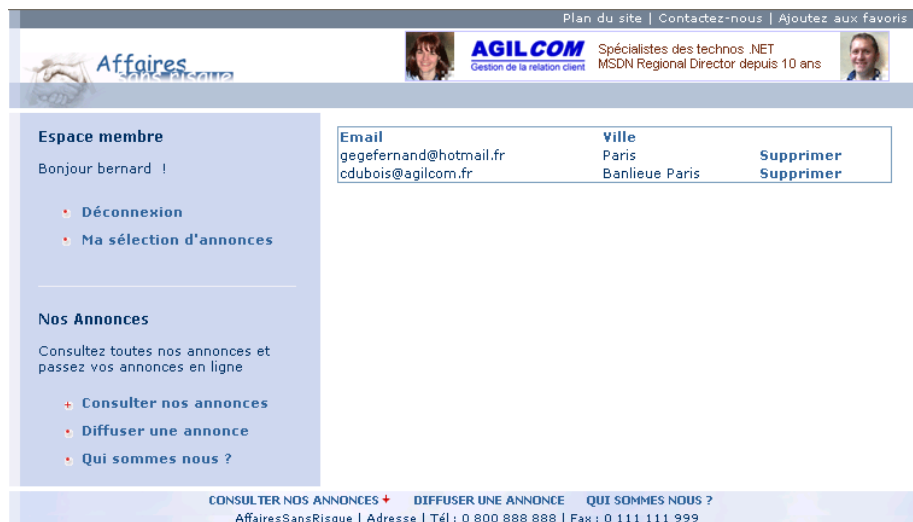 Plan du site | Contactez-nous | Ajoutez aux favoris
Affaires
sans risque
AGILCOM
Gestion de la relation client
Spécialistes des technos .NET
MSDN Regional Director depuis 10 ans
Espace membre
Bonjour bernard !
Déconnexion
Ma sélection d'annonces
Nos Annonces
Consultez toutes nos annonces et
passez vos annonces en ligne
Consulter nos annonces
Diffuser une annonce
Qui sommes nous ?
Email Ville
gegefernand@hotmail.fr Paris Supprimer
cdubois@agilcom.fr Banlieue Paris Supprimer
CONSULTER NOS ANNONCES + DIFFUSER UNE ANNONCE QUI SOMMES NOUS ?
AffairesSansRisque | Adresse | Tél : 0 800 888 888 | Fax : 0 111 111 999